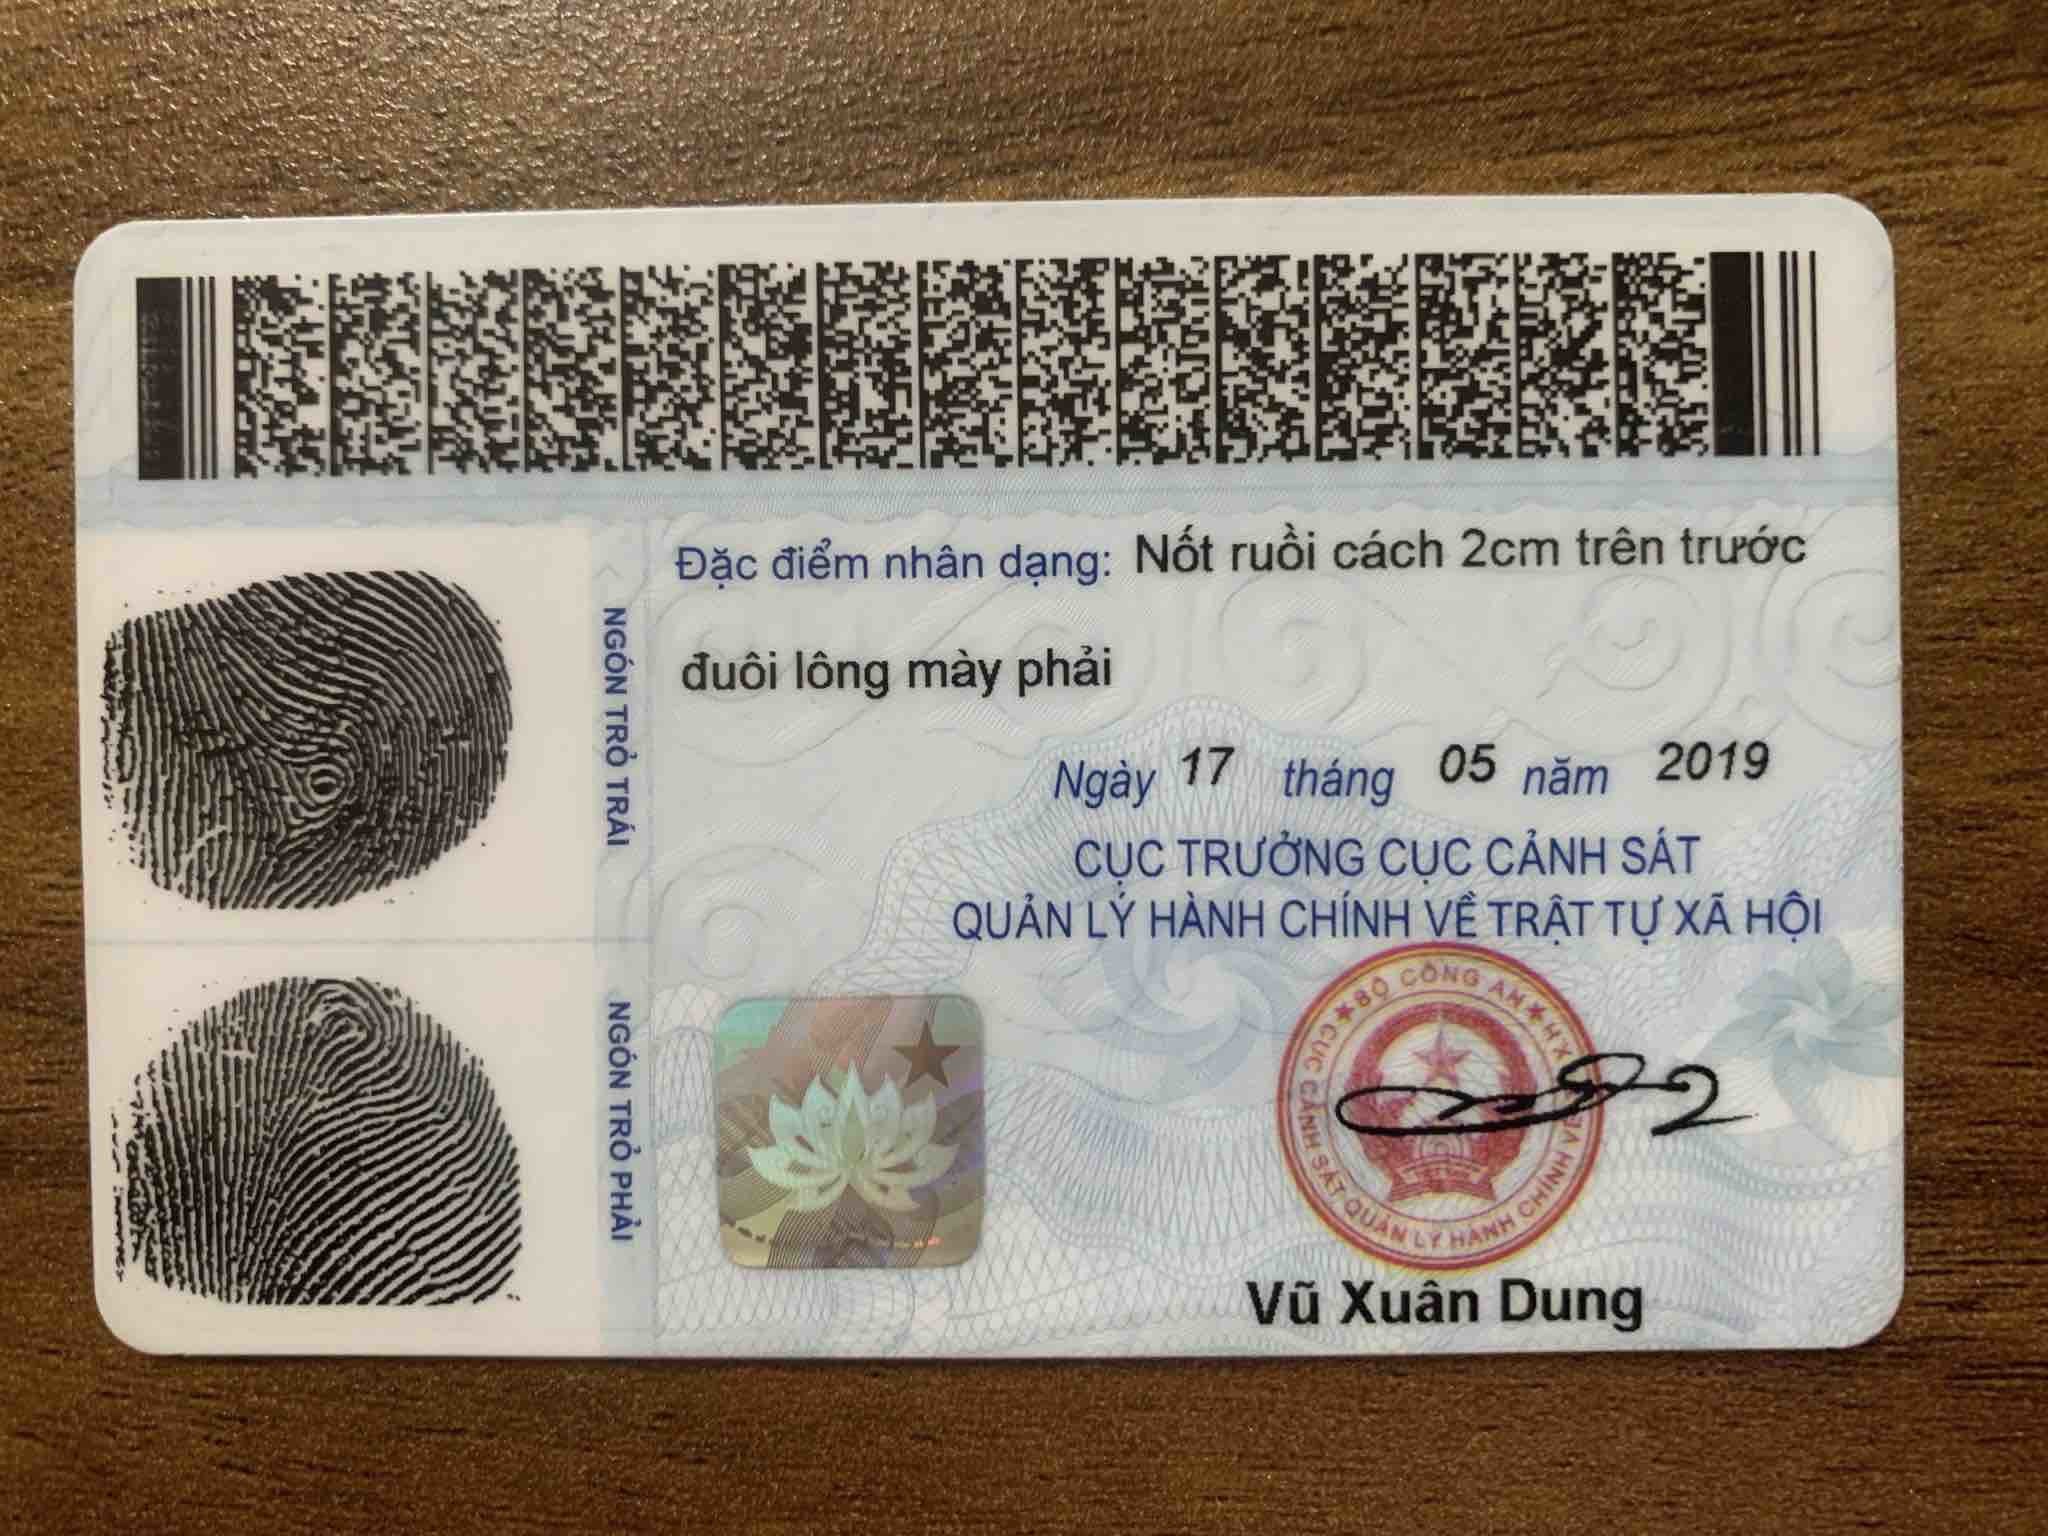 Đặc điểm nhân dạng: Nốt ruồi cách 2cm trên trước
đuôi lông mày phải
Ngày 17 tháng 05 năm 2019
CỤC TRƯỞNG CỤC CẢNH SÁT
QUẢN LÝ HÀNH CHÍNH VỀ TRẬT TỰ XÃ HỘI
NGÓN TRỎ TRÁI
NGÓN TRỎ PHẢI
★BỘ CÔNG AN★
CỤC CẢNH SÁT QUẢN LÝ HÀNH CHÍNH VỀ
HX
Vũ Xuân Dung